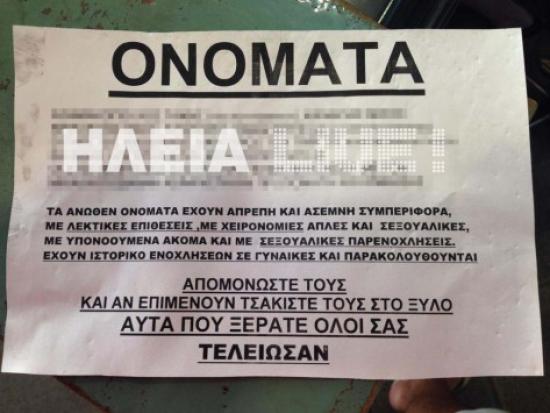 ΟΝΟΜΑΤΑ
ΗΛΕΙΑ LIVE!
ΤΑ ΑΝΩΘΕΝ ΟΝΟΜΑΤΑ ΕΧΟΥΝ ΑΠΡΕΠΗ ΚΑΙ ΑΣΕΜΝΗ ΣΥΜΠΕΡΙΦΟΡΑ,
ΜΕ ΛΕΚΤΙΚΕΣ ΕΠΙΘΕΣΕΙΣ ,ΜΕ ΧΕΙΡΟΝΟΜΙΕΣ ΑΠΛΕΣ ΚΑΙ ΣΕΞΟΥΑΛΙΚΕΣ,
ΜΕ ΥΠΟΝΟΟΥΜΕΝΑ ΑΚΟΜΑ ΚΑΙ ΜΕ ΣΕΞΟΥΑΛΙΚΕΣ ΠΑΡΕΝΟΧΛΗΣΕΙΣ.
ΕΧΟΥΝ ΙΣΤΟΡΙΚΟ ΕΝΟΧΛΗΣΕΩΝ ΣΕ ΓΥΝΑΙΚΕΣ ΚΑΙ ΠΑΡΑΚΟΛΟΥΘΟΥΝΤΑΙ
ΑΠΟΜΟΝΩΣΤΕ ΤΟΥΣ
ΚΑΙ ΑΝ ΕΠΙΜΕΝΟΥΝ ΤΣΑΚΙΣΤΕ ΤΟΥΣ ΣΤΟ ΞΥΛΟ
ΑΥΤΑ ΠΟΥ ΞΕΡΑΤΕ ΟΛΟΙ ΣΑΣ
ΤΕΛΕΙΩΣΑΝ